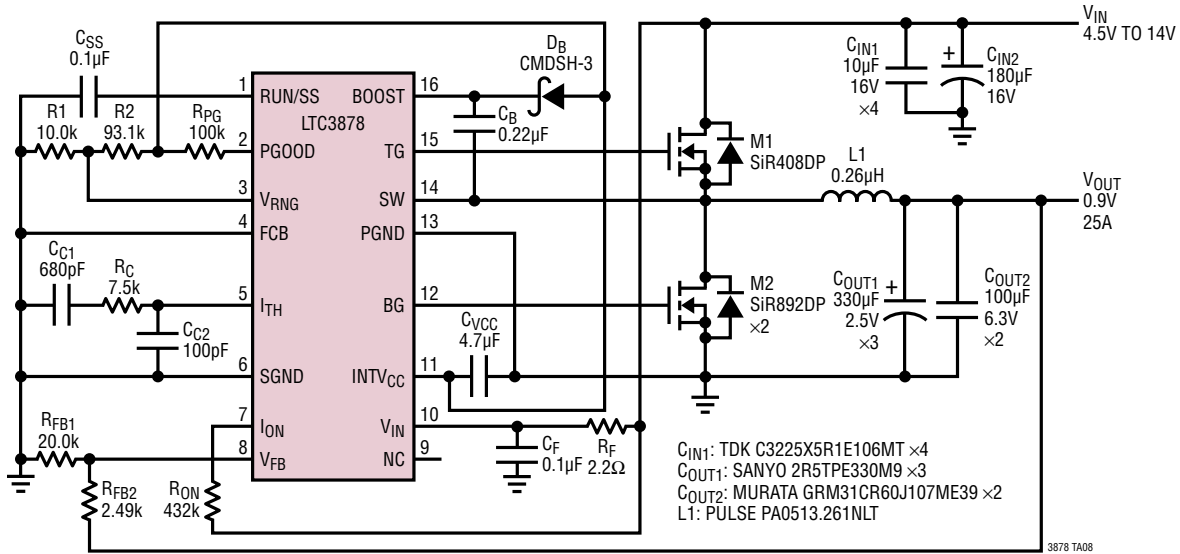 CSS
0.1µF
R1
10.0k
R2
93.1k
RPG
100k
CC1
680pF
RC
7.5k
CC2
100pF
RFB1
20.0k
RFB2
2.49k
RON
432k
LTC3878
1 RUN/SS
2 PGOOD
3 VRNG
4 FCB
5 ITH
6 SGND
7 ION
8 VFB
BOOST 16
TG 15
SW 14
PGND 13
BG 12
INTVCC 11
VIN 10
NC 9
DB
CMDSH-3
CB
0.22µF
CVCC
4.7µF
CF
0.1µF
RF
2.2Ω
M1
SiR408DP
M2
SiR892DP
×2
L1
0.26µH
CIN1
10µF
16V
×4
+
CIN2
180µF
16V
VIN
4.5V TO 14V
VOUT
0.9V
25A
COUT1
330µF
2.5V
×3
+
COUT2
100µF
6.3V
×2
CIN1: TDK C3225X5R1E106MT ×4
COUT1: SANYO 2R5TPE330M9 ×3
COUT2: MURATA GRM31CR60J107ME39 ×2
L1: PULSE PA0513.261NLT
3878 TA08